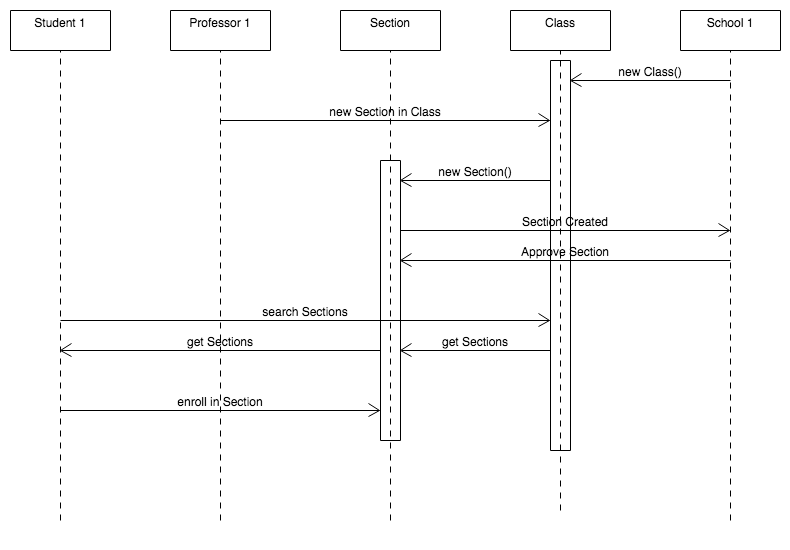 Student 1
Professor 1
Section
Class
School 1
new Class()
new Section in Class
new Section()
Section Created
Approve Section
search Sections
get Sections
get Sections
enroll in Section